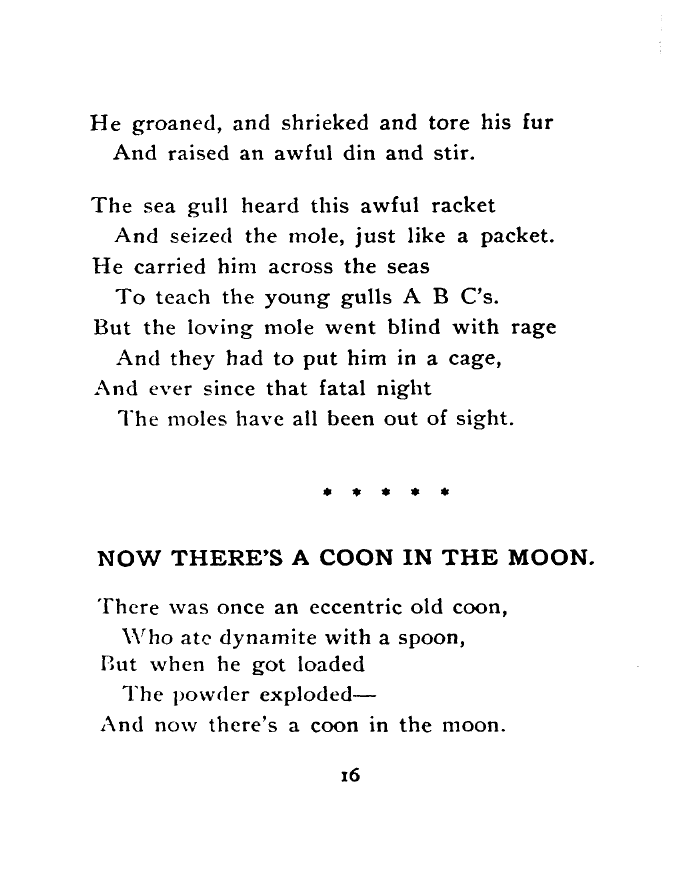 He groaned, and shrieked and tore his fur
And raised an awful din and stir.
The sea gull heard this awful racket
And seized the mole, just like a packet.
He carried him across the seas
To teach the young gulls A B C's.
But the loving mole went blind with rage
And they had to put him in a cage,
And ever since that fatal night
The moles have all been out of sight.
* * * * *
NOW THERE'S A COON IN THE MOON.
There was once an eccentric old coon,
Who ate dynamite with a spoon,
But when he got loaded
The powder exploded—
And now there's a coon in the moon.
16